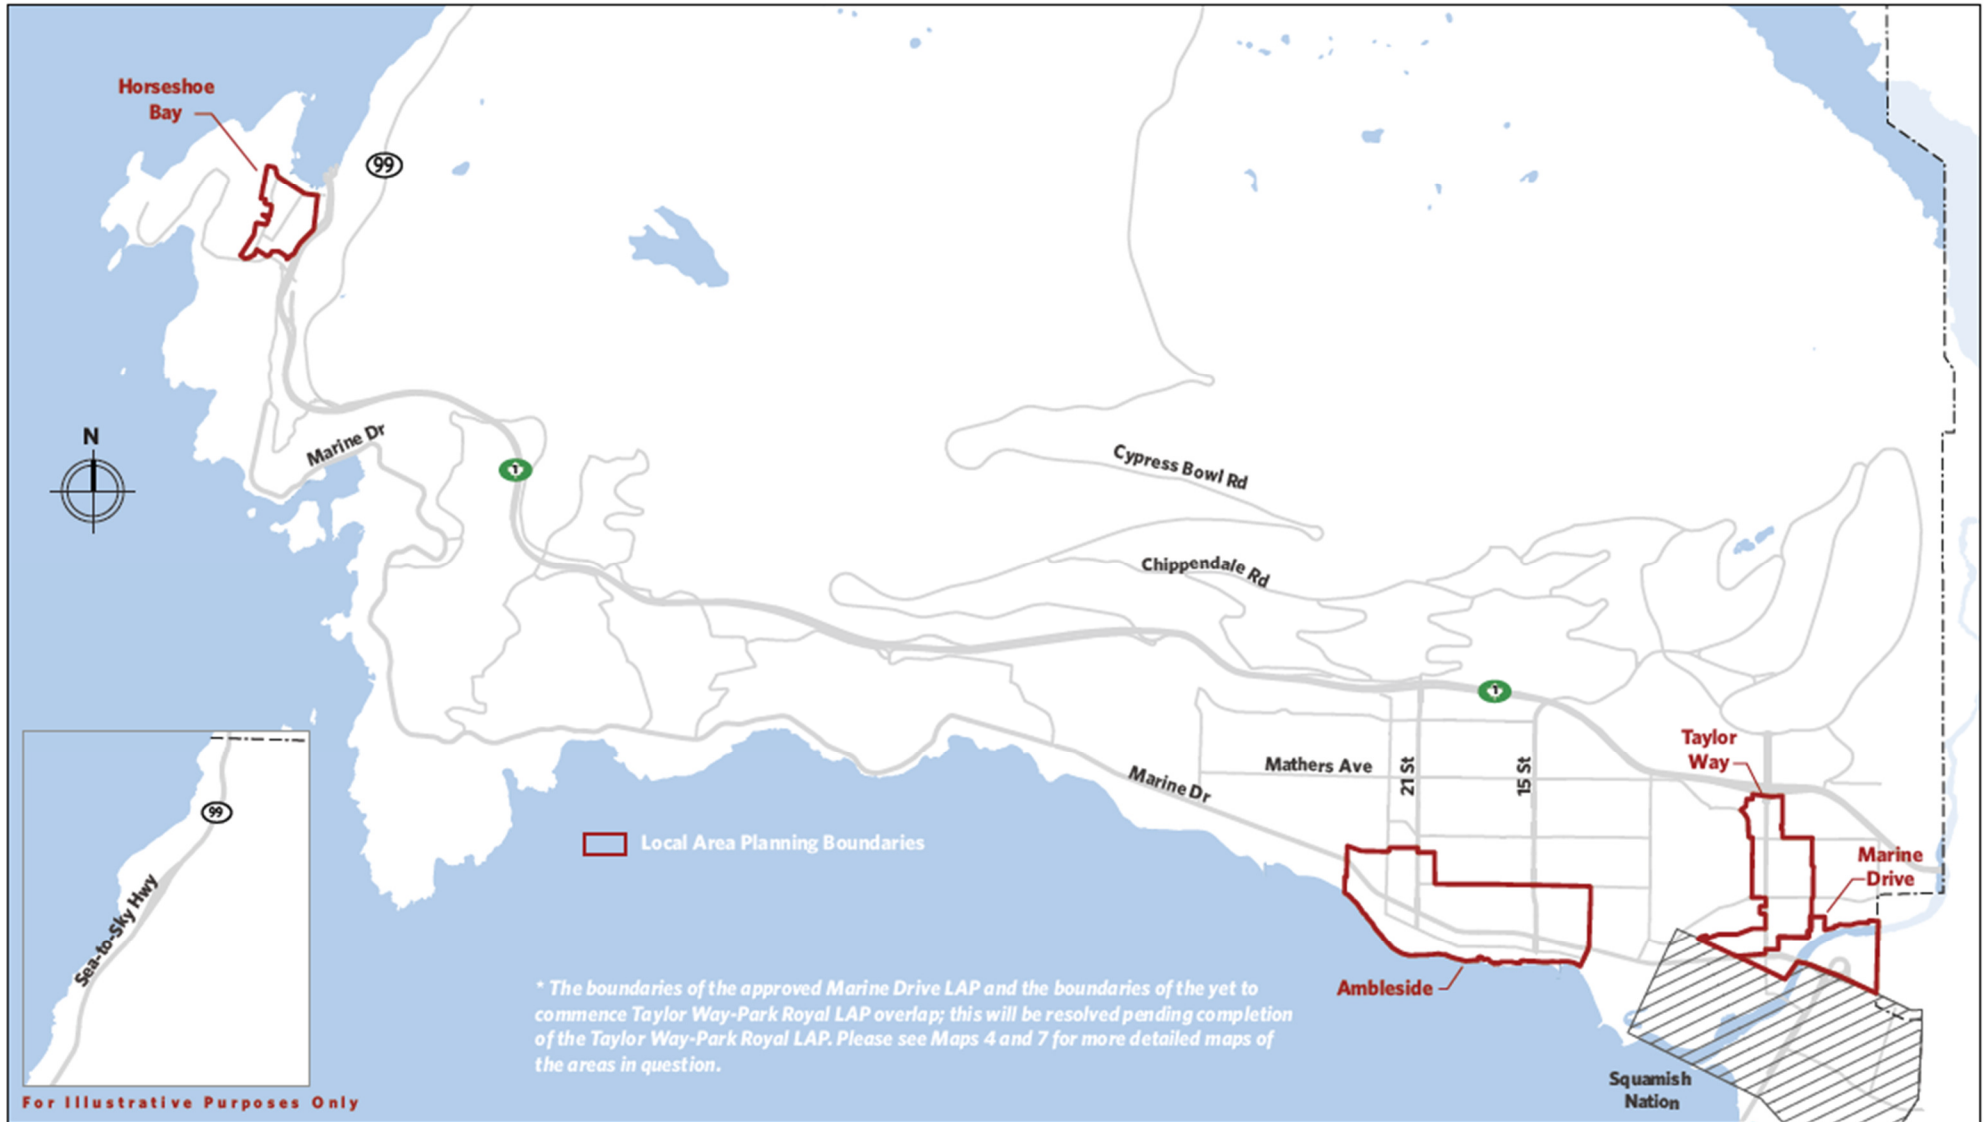 Horseshoe
Bay
99
N
Marine Dr
1
Cypress Bowl Rd
Chippendale Rd
1
Taylor
Way
Mathers Ave
21 St
15 St
Marine Dr
99
Sea-to-Sky Hwy
Local Area Planning Boundaries
Marine
Drive
Ambleside
* The boundaries of the approved Marine Drive LAP and the boundaries of the yet to
commence Taylor Way-Park Royal LAP overlap; this will be resolved pending completion
of the Taylor Way-Park Royal LAP. Please see Maps 4 and 7 for more detailed maps of
the areas in question.
Squamish
Nation
For Illustrative Purposes Only